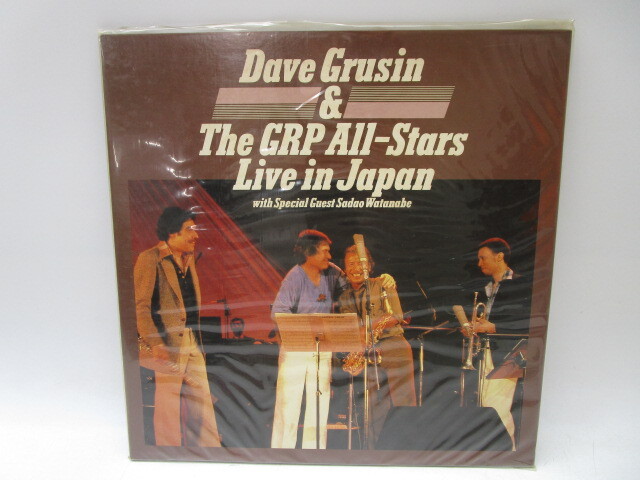 Dave Grusin
&
The GRP All-Stars
Live in Japan
with Special Guest Sadao Watanabe